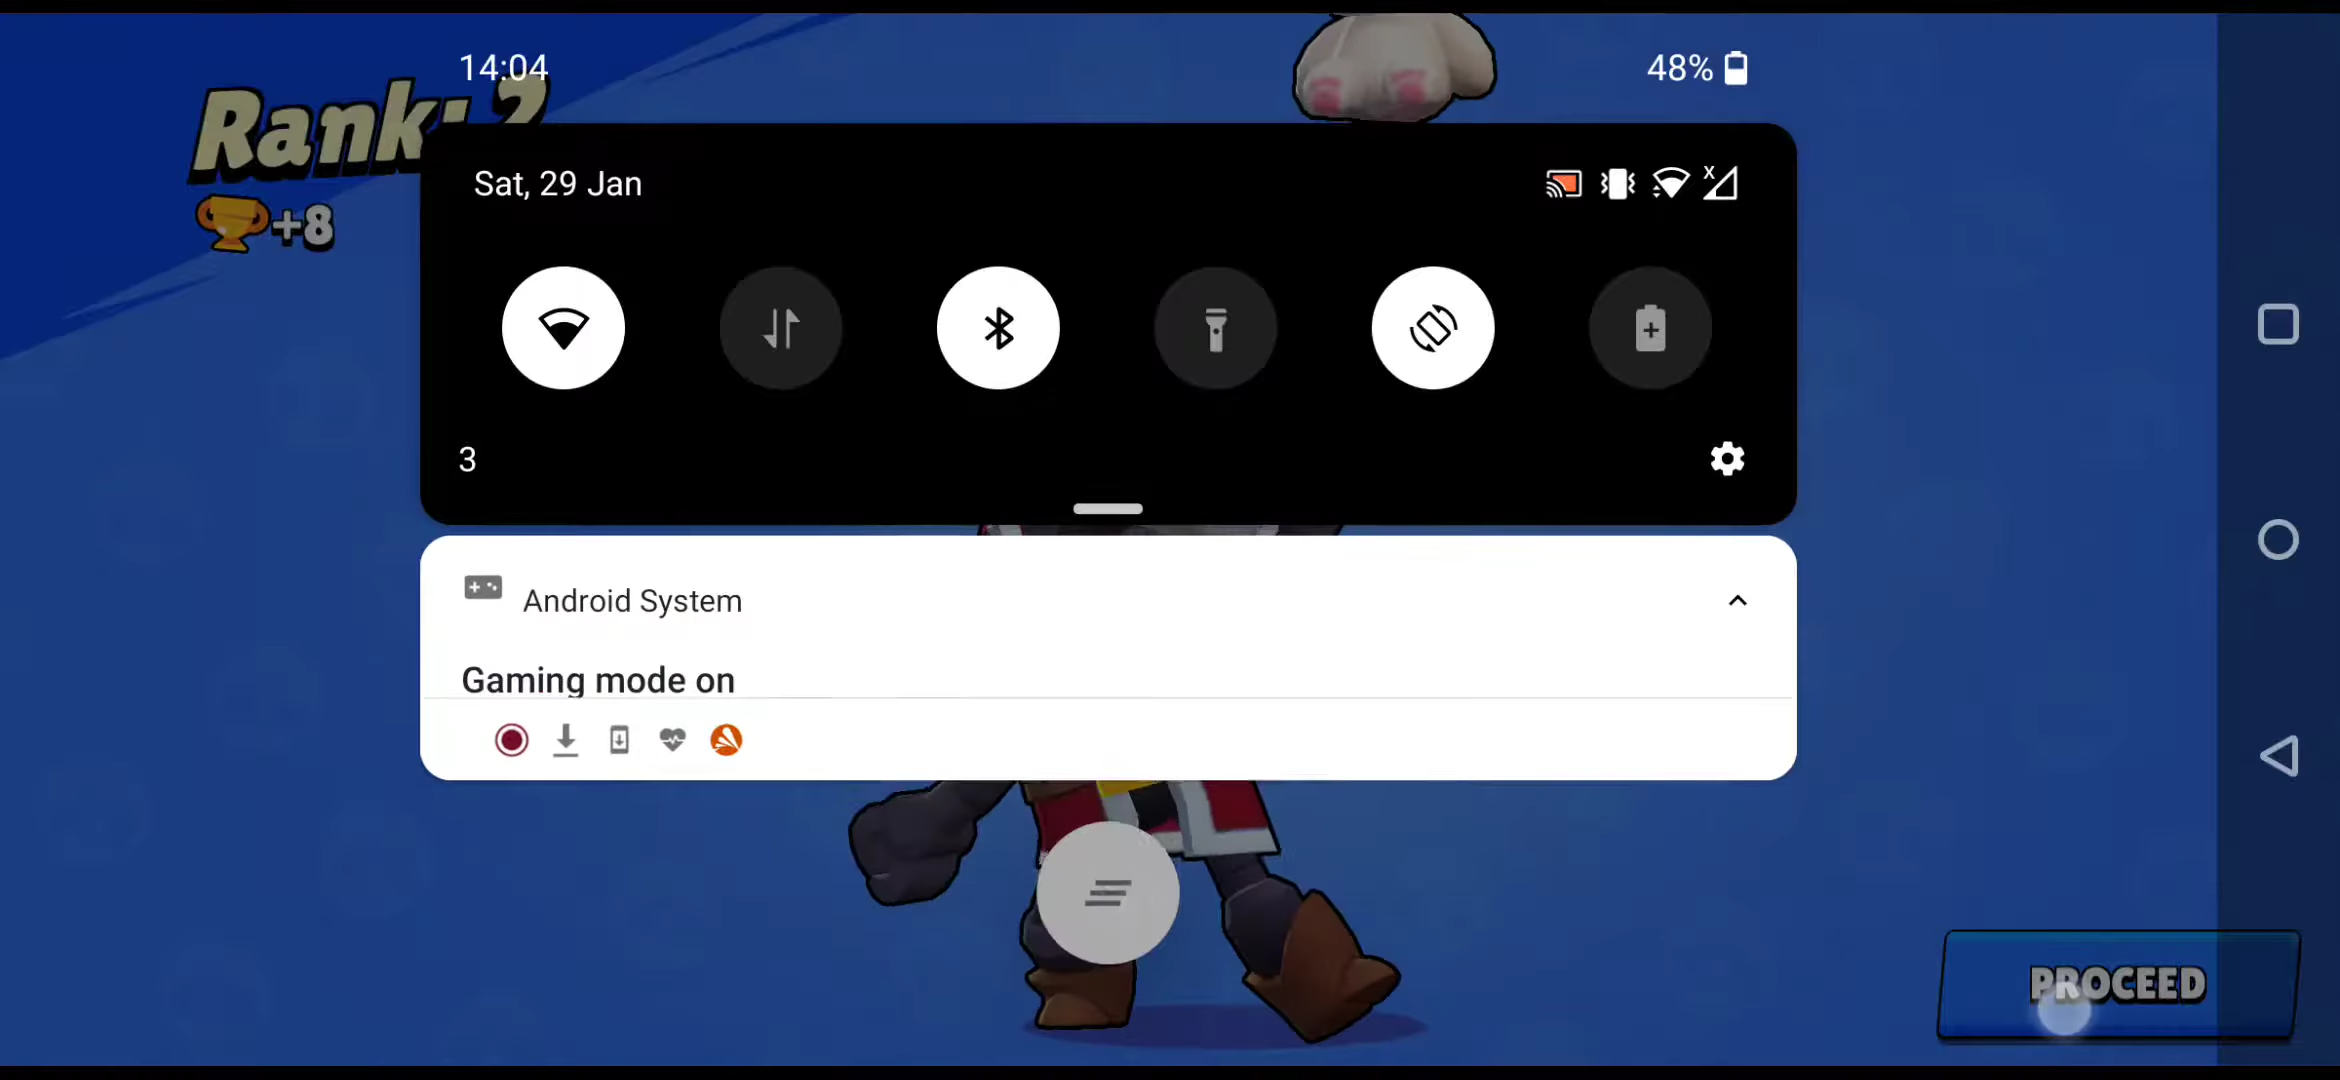 14:04
48%
Rank: 2
+8
Sat, 29 Jan
3
Android System
Gaming mode on
PROCEED